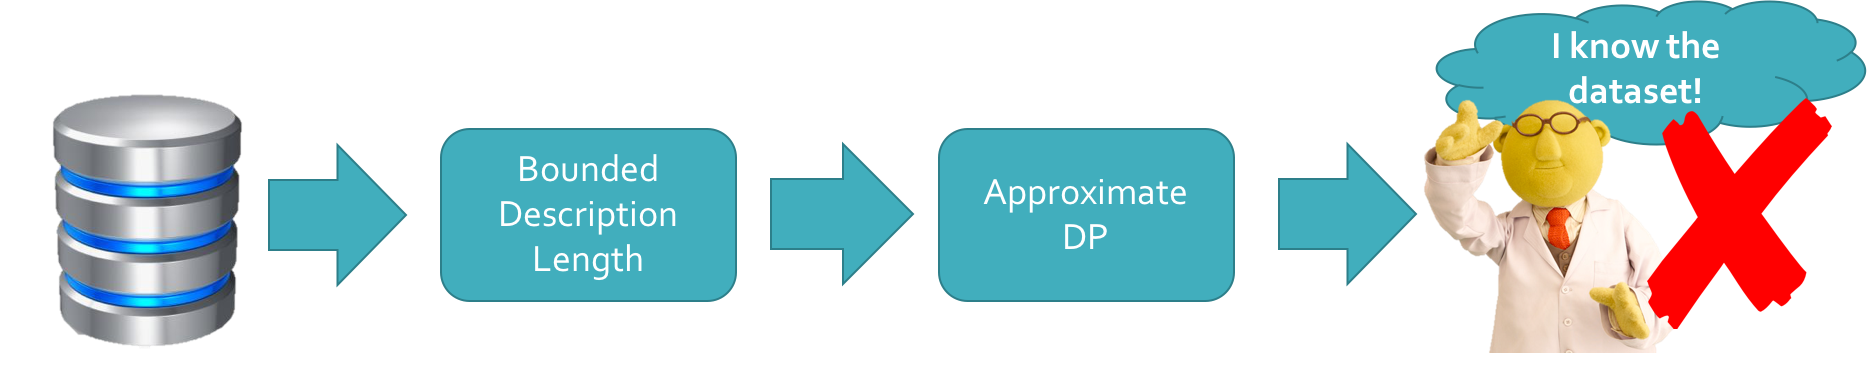 Bounded
Description
Length
Approximate
DP
I know the
dataset!